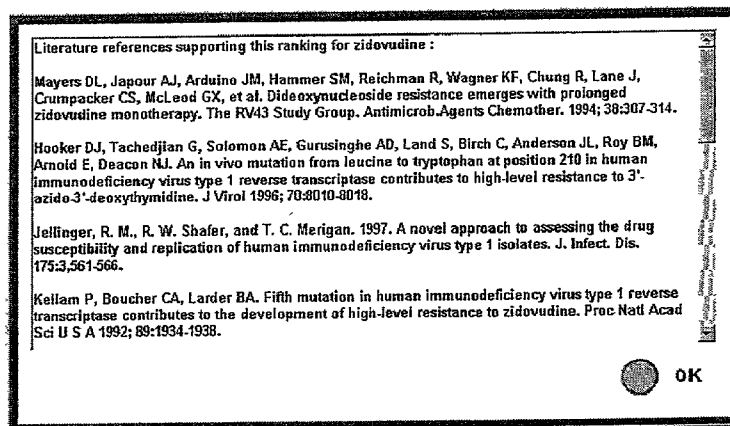 Literature references supporting this ranking for zidovudine :
Mayers DL, Japour AJ, Arduino JM, Hammer SM, Reichman R, Wagner KF, Chung R, Lane J,
Crumpacker CS, McLeod GX, et al. Dideoxynucleoside resistance emerges with prolonged
zidovudine monotherapy. The RV43 Study Group. Antimicrob.Agents Chemother. 1994; 38:307-314.
Hooker DJ, Tachedjian G, Solomon AE, Gurusinghe AD, Land S, Birch C, Anderson JL, Roy BM,
Arnold E, Deacon NJ. An in vivo mutation from leucine to tryptophan at position 210 in human
immunodeficiency virus type 1 reverse transcriptase contributes to high-level resistance to 3'-
azido-3'-deoxythymidine. J Virol 1996; 70:8010-8018.
Jellinger, R. M., R. W. Shafer, and T. C. Merigan. 1997. A novel approach to assessing the drug
susceptibility and replication of human immunodeficiency virus type 1 isolates. J. Infect. Dis.
175:3,561-566.
Kellam P, Boucher CA, Larder BA. Fifth mutation in human immunodeficiency virus type 1 reverse
transcriptase contributes to the development of high-level resistance to zidovudine. Proc Natl Acad
Sci U S A 1992; 89:1934-1938.
OK